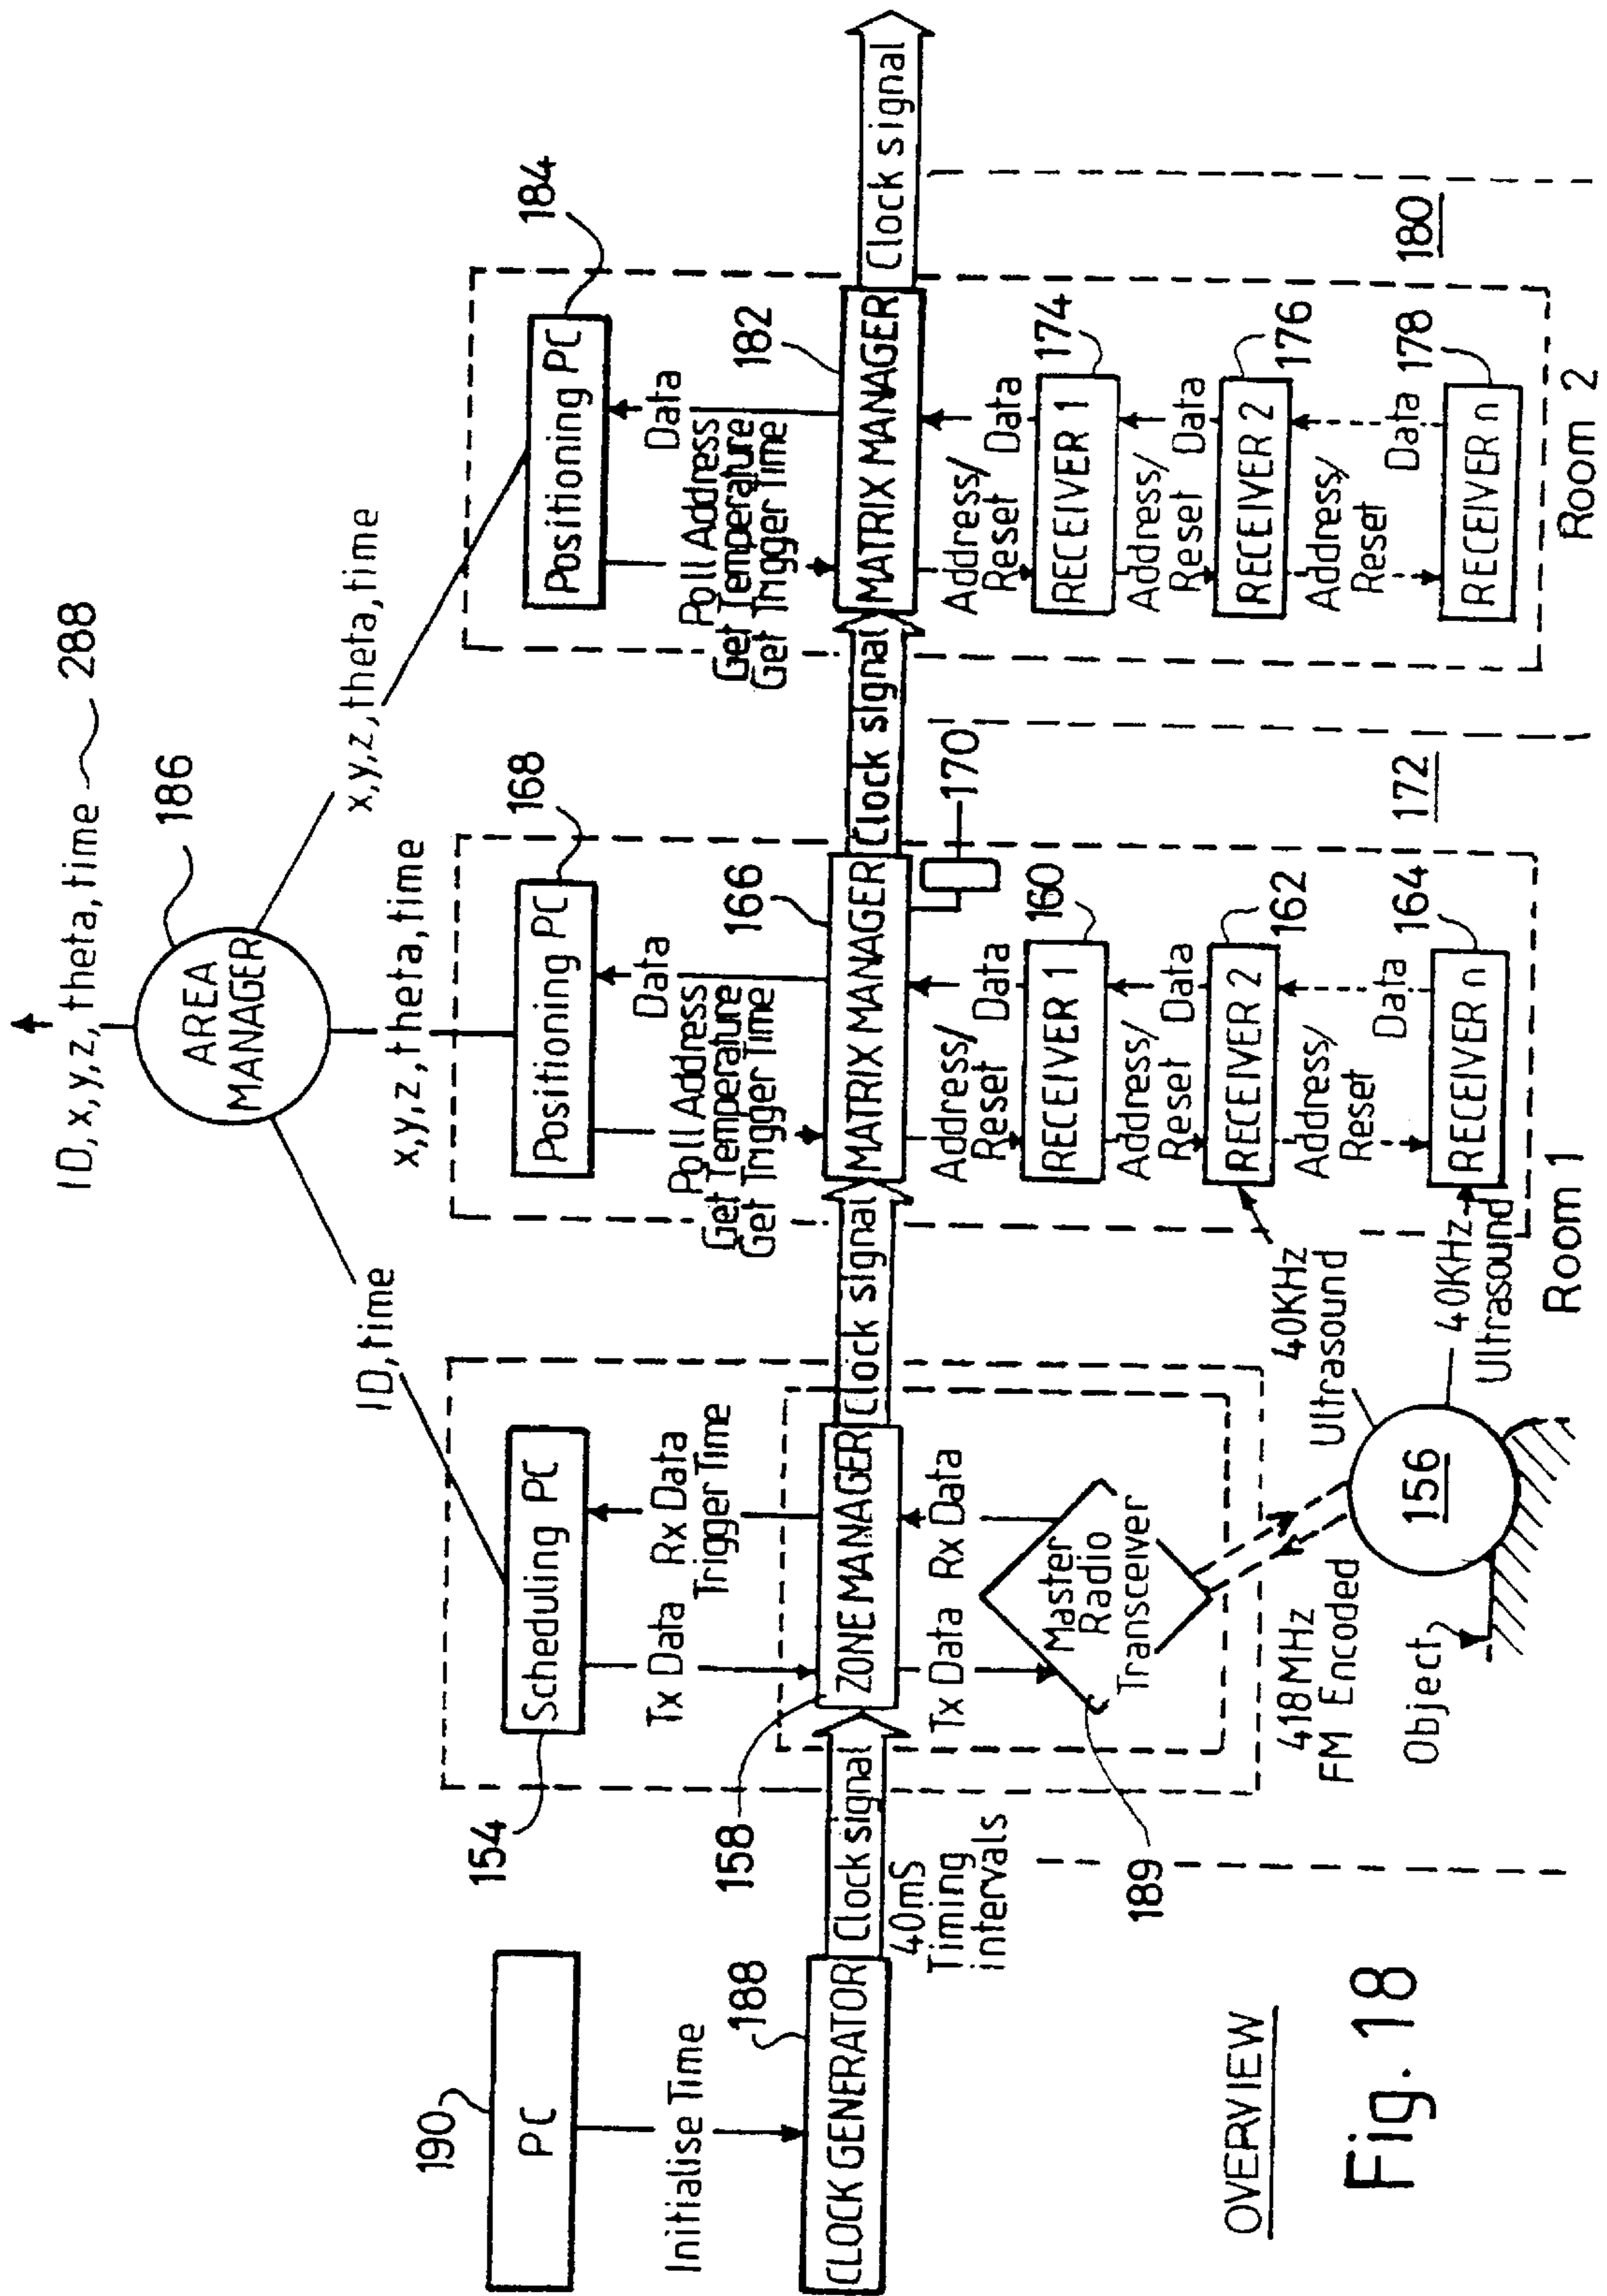 ID, x, y, z, theta, time
288
AREA
MANAGER
186
ID, time
x,y,z, theta,time
x,y,z, theta,time
190
PC
Initialise Time
188
CLOCK GENERATOR
Clock signal
40mS
Timing
intervals
154
Scheduling PC
Tx Data
Rx Data
Trigger Time
158
ZONE MANAGER
Tx Data
Rx Data
Master
Radio
Transceiver
189
Clock signal
418MHz
FM Encoded
Object
156
40KHz
Ultrasound
40KHz
Ultrasound
168
Positioning PC
Poll Address
Get Temperature
Get Trigger Time
Data
166
MATRIX MANAGER
Clock signal
170
Address/
Reset
Data
160
RECEIVER 1
Address/
Reset
Data
162
RECEIVER 2
Address/
Reset
Data
164
RECEIVER n
172
Room 1
184
Positioning PC
Poll Address
Get Temperature
Get Trigger Time
Data
182
MATRIX MANAGER
Clock signal
Address/
Reset
Data
174
RECEIVER 1
Address/
Reset
Data
176
RECEIVER 2
Address/
Reset
Data
178
RECEIVER n
180
Room 2
OVERVIEW
Fig. 18